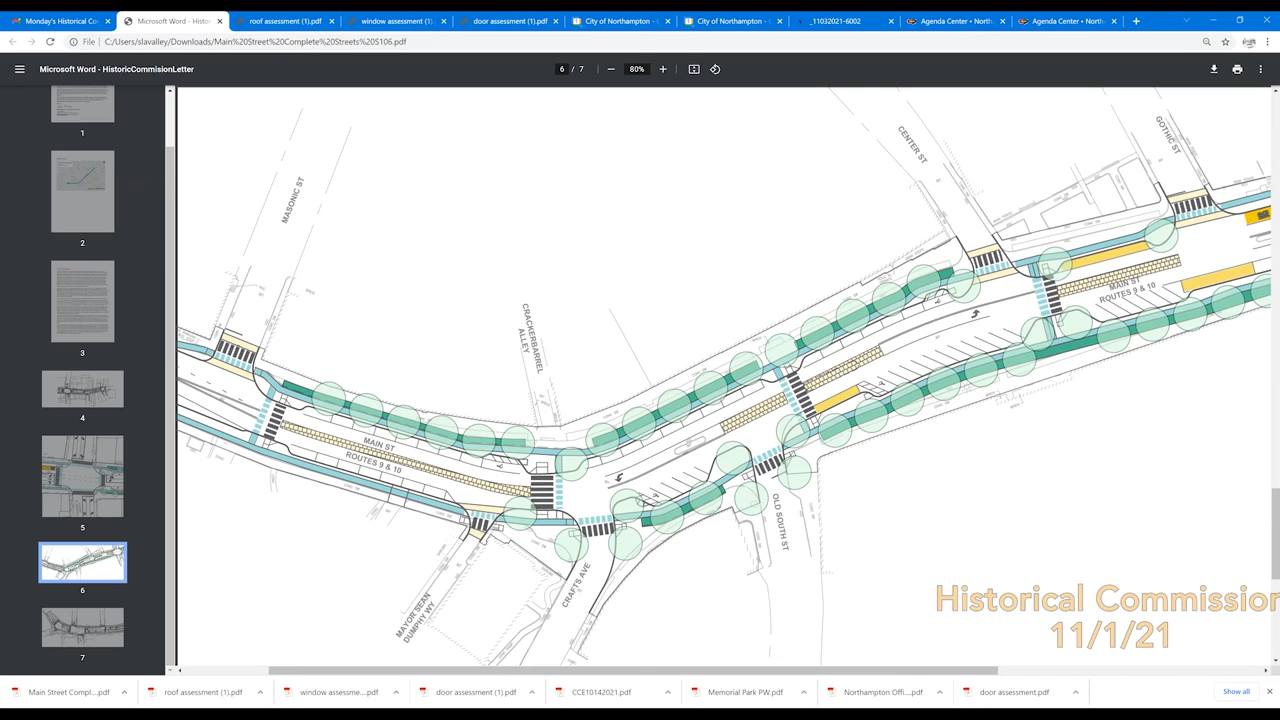 Monday's Historical Co
Microsoft Word - Histo
roof assessment (1).pdf
window assessment (1).
door assessment (1).pdf
City of Northampton - C
City of Northampton - C
_11032021-6002
Agenda Center • Northa
Agenda Center • Northa
File | C:/Users/slavalley/Downloads/Main%20Street%20Complete%20Streets%20S106.pdf
Microsoft Word - HistoricCommisionLetter
6 / 7
80%
1
2
3
4
5
6
7
MASONIC ST
CENTER ST
GOTHIC ST
CRACKERBARREL
ALLEY
MAIN ST
ROUTES 9 & 10
MAIN ST
ROUTES 9 & 10
OLD SOUTH ST
CRAFTS AVE
MAYOR SEAN
DUMPHY WY
Historical Commission
11/1/21
Main Street Compl....pdf
roof assessment (1).pdf
window assessme....pdf
door assessment (1).pdf
CCE10142021.pdf
Memorial Park PW.pdf
Northampton Offi....pdf
door assessment.pdf
Show all